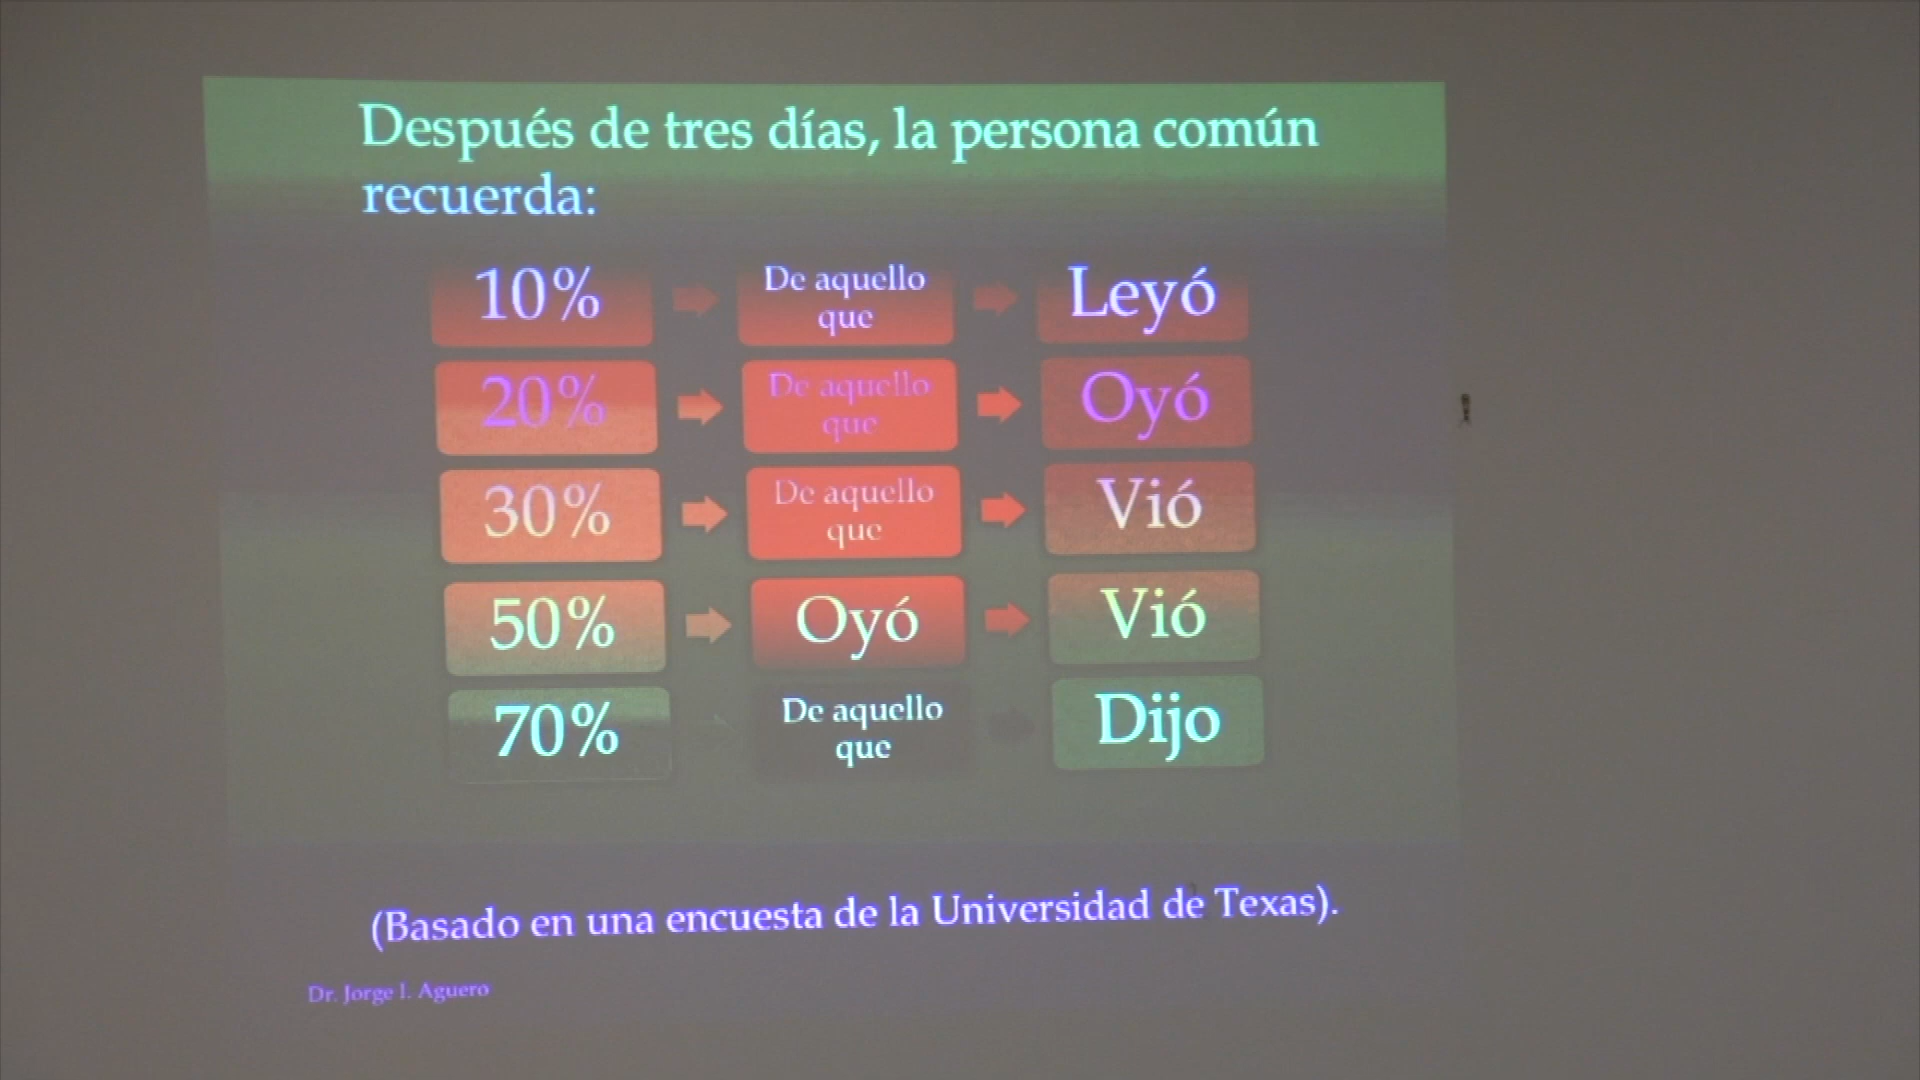 Después de tres días, la persona común
recuerda:
10% De aquello que Leyó
20% De aquello que Oyó
30% De aquello que Vió
50% Oyó Vió
70% De aquello que Dijo
(Basado en una encuesta de la Universidad de Texas).
Dr. Jorge I. Aguero